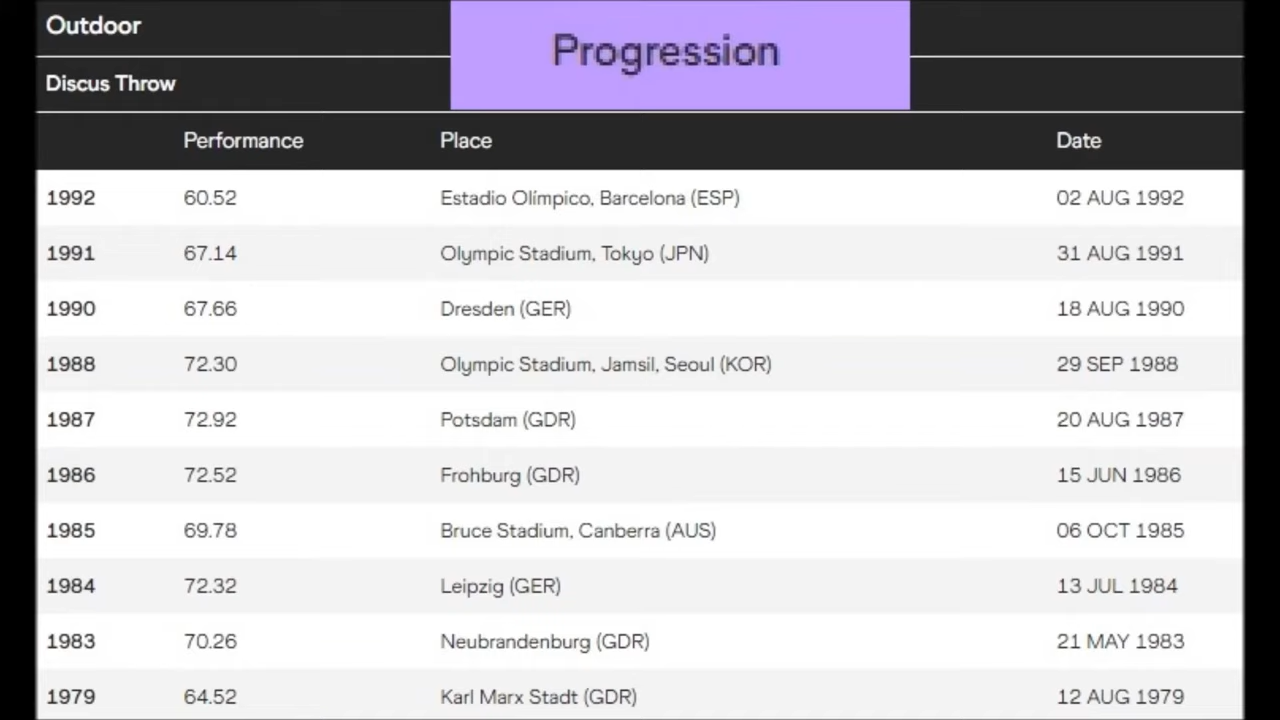 Outdoor
Progression
Discus Throw
Performance Place Date
1992 60.52 Estadio Olímpico, Barcelona (ESP) 02 AUG 1992
1991 67.14 Olympic Stadium, Tokyo (JPN) 31 AUG 1991
1990 67.66 Dresden (GER) 18 AUG 1990
1988 72.30 Olympic Stadium, Jamsil, Seoul (KOR) 29 SEP 1988
1987 72.92 Potsdam (GDR) 20 AUG 1987
1986 72.52 Frohburg (GDR) 15 JUN 1986
1985 69.78 Bruce Stadium, Canberra (AUS) 06 OCT 1985
1984 72.32 Leipzig (GER) 13 JUL 1984
1983 70.26 Neubrandenburg (GDR) 21 MAY 1983
1979 64.52 Karl Marx Stadt (GDR) 12 AUG 1979